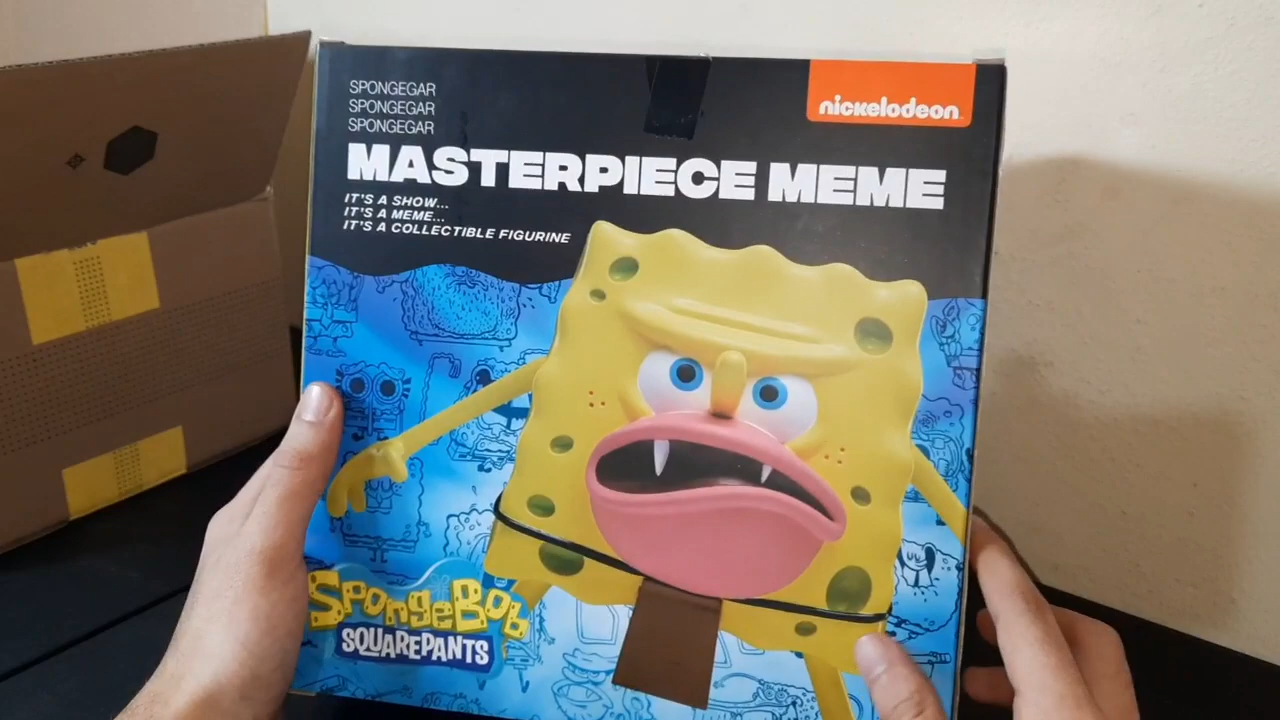 SPONGEGAR
SPONGEGAR
SPONGEGAR
nickelodeon
MASTERPIECE MEME
IT'S A SHOW...
IT'S A MEME...
IT'S A COLLECTIBLE FIGURINE
SPONGEBOB
SQUAREPANTS